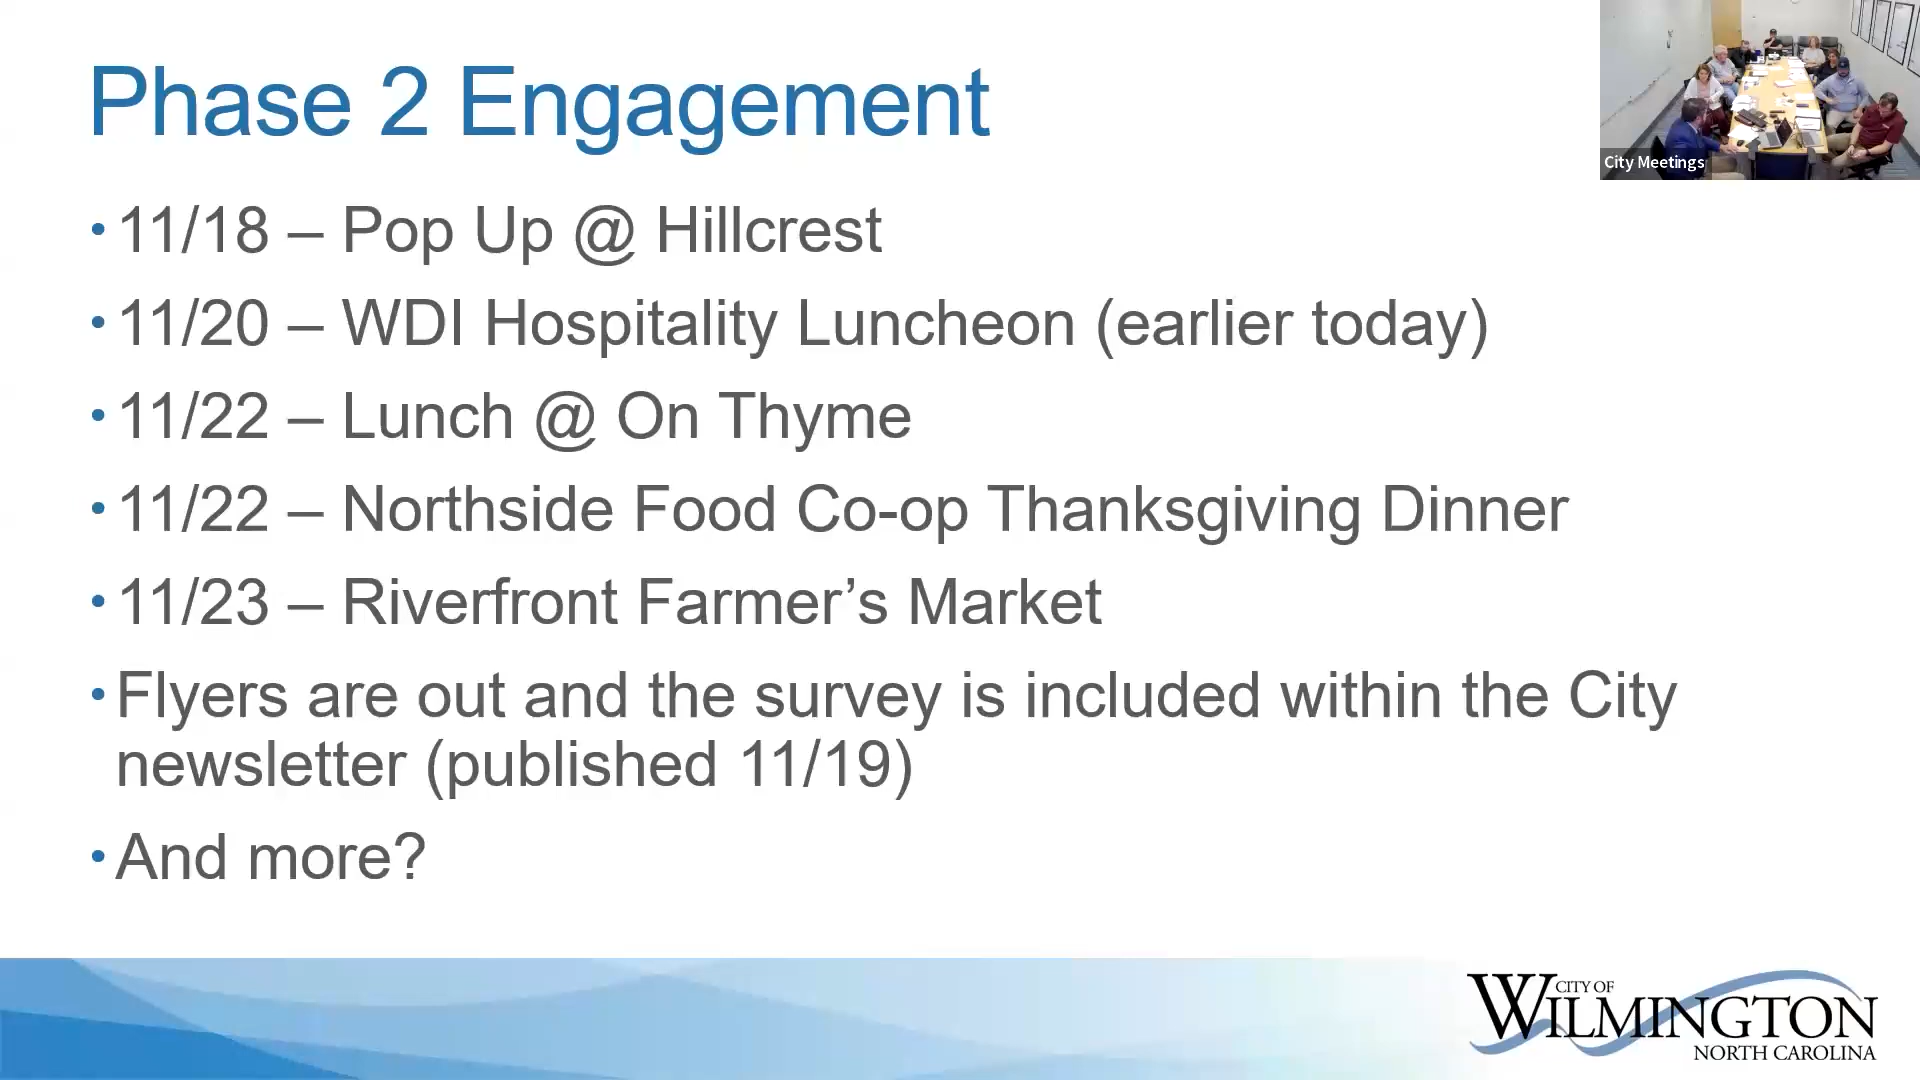 Phase 2 Engagement
• 11/18 – Pop Up @ Hillcrest
• 11/20 – WDI Hospitality Luncheon (earlier today)
• 11/22 – Lunch @ On Thyme
• 11/22 – Northside Food Co-op Thanksgiving Dinner
• 11/23 – Riverfront Farmer’s Market
• Flyers are out and the survey is included within the City
newsletter (published 11/19)
• And more?
City Meetings
CITY OF
WILMINGTON
NORTH CAROLINA